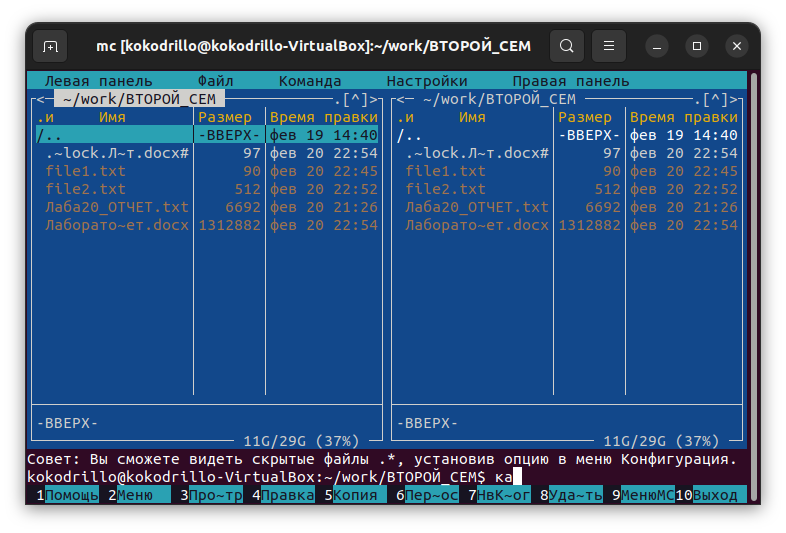 mc [kokodrillo@kokodrillo-VirtualBox]:~/work/ВТОРОЙ_СЕМ
Левая панель Файл Команда Настройки Правая панель
<─ ~/work/ВТОРОЙ_СЕМ ─.[^]> <─ ~/work/ВТОРОЙ_СЕМ ─.[^]>
.и Имя Размер Время правки .и Имя Размер Время правки
/.. -ВВЕРХ- фев 19 14:40 /.. -ВВЕРХ- фев 19 14:40
.~lock.Л~т.docx# 97 фев 20 22:54 .~lock.Л~т.docx# 97 фев 20 22:54
file1.txt 90 фев 20 22:45 file1.txt 90 фев 20 22:45
file2.txt 512 фев 20 22:52 file2.txt 512 фев 20 22:52
Лаба20_ОТЧЕТ.txt 6692 фев 20 21:26 Лаба20_ОТЧЕТ.txt 6692 фев 20 21:26
Лаборато~ет.docx 1312882 фев 20 22:54 Лаборато~ет.docx 1312882 фев 20 22:54
-ВВЕРХ- -ВВЕРХ-
11G/29G (37%) 11G/29G (37%)
Совет: Вы сможете видеть скрытые файлы .*, установив опцию в меню Конфигурация.
kokodrillo@kokodrillo-VirtualBox:~/work/ВТОРОЙ_СЕМ$ ка
1Помощь 2Меню 3Про~тр 4Правка 5Копия 6Пер~ос 7НвК~ог 8Уда~ть 9МенюMC 10Выход